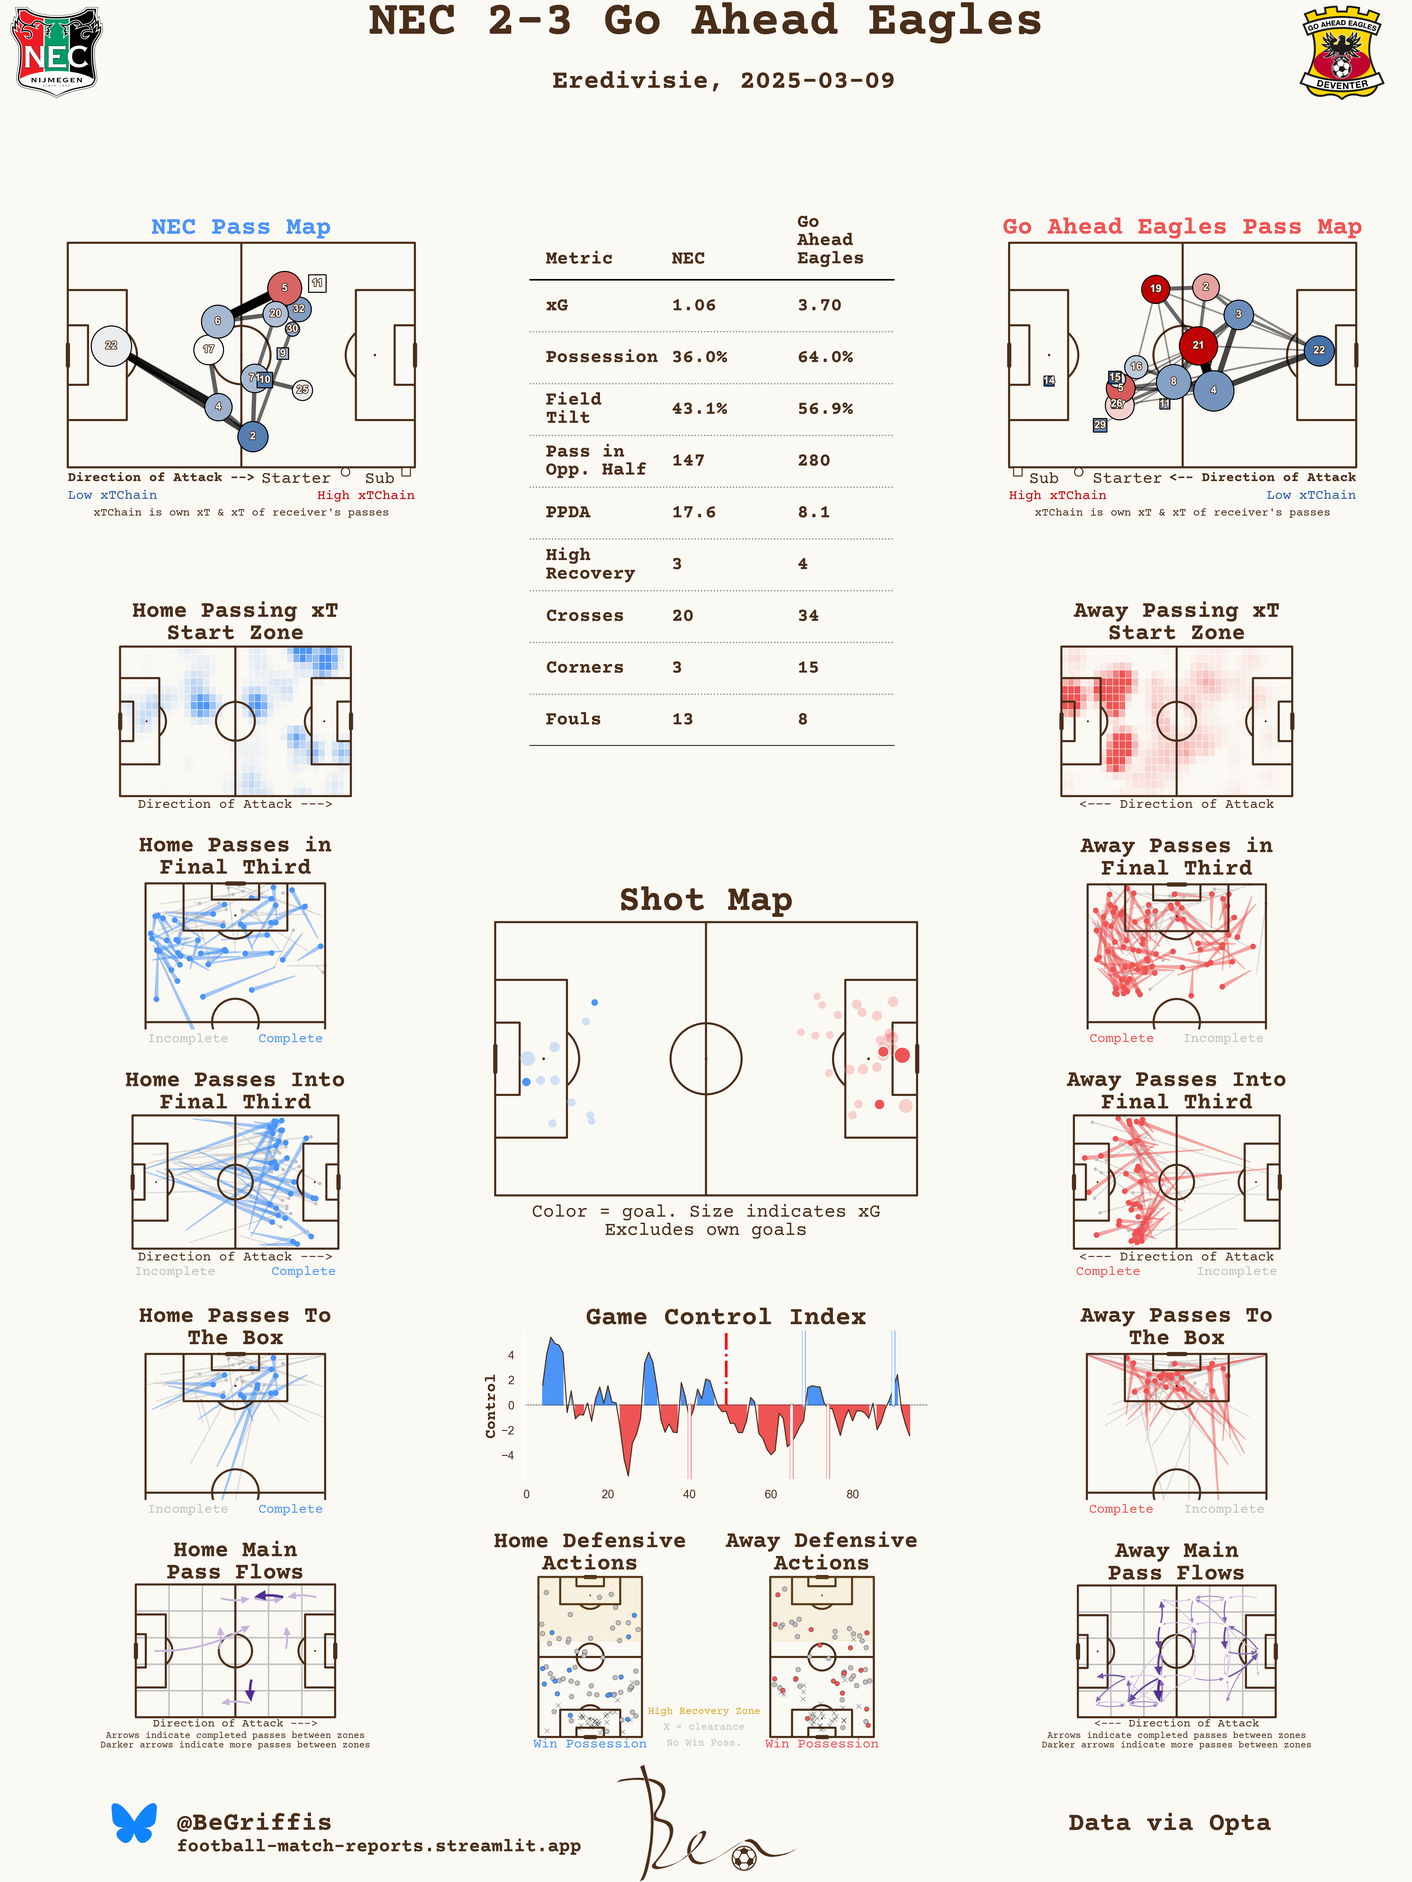 NEC 2-3 Go Ahead Eagles
Eredivisie, 2025-03-09
NEC
NIJMEGEN
GO AHEAD EAGLES
DEVENTER
NEC Pass Map
11
5
32
20
6
30
17
22
9
71
10
25
4
2
Direction of Attack --> Starter Sub
Low xTChain High xTChain
xTChain is own xT & xT of receiver's passes
Metric NEC Go Ahead Eagles
xG 1.06 3.70
Possession 36.0% 64.0%
Field Tilt 43.1% 56.9%
Pass in Opp. Half 147 280
PPDA 17.6 8.1
High Recovery 3 4
Crosses 20 34
Corners 3 15
Fouls 13 8
Go Ahead Eagles Pass Map
19
2
3
21
22
16
14
15
5
8
4
26
11
29
Sub Starter <-- Direction of Attack
High xTChain Low xTChain
xTChain is own xT & xT of receiver's passes
Home Passing xT
Start Zone
Direction of Attack --->
Away Passing xT
Start Zone
<--- Direction of Attack
Home Passes in
Final Third
Incomplete Complete
Away Passes in
Final Third
Complete Incomplete
Shot Map
Color = goal. Size indicates xG
Excludes own goals
Home Passes Into
Final Third
Direction of Attack --->
Incomplete Complete
Away Passes Into
Final Third
<--- Direction of Attack
Complete Incomplete
Home Passes To
The Box
Incomplete Complete
Game Control Index
Control
4
2
0
−2
−4
0 20 40 60 80
Away Passes To
The Box
Complete Incomplete
Home Main
Pass Flows
Direction of Attack --->
Arrows indicate completed passes between zones
Darker arrows indicate more passes between zones
Home Defensive
Actions
Win Possession
High Recovery Zone
X = clearance
No Win Poss.
Away Defensive
Actions
Win Possession
Away Main
Pass Flows
<--- Direction of Attack
Arrows indicate completed passes between zones
Darker arrows indicate more passes between zones
@BeGriffis
football-match-reports.streamlit.app
Ben
Data via Opta